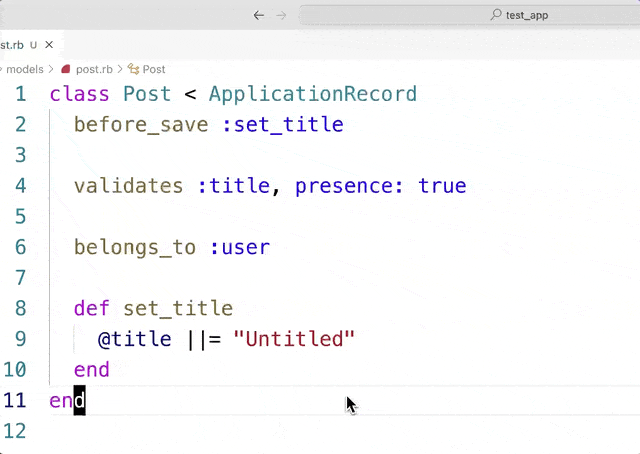 test_app
st.rb U
models > post.rb > Post
1 class Post < ApplicationRecord
2 before_save :set_title
3
4 validates :title, presence: true
5
6 belongs_to :user
7
8 def set_title
9 @title ||= "Untitled"
10 end
11 end
12